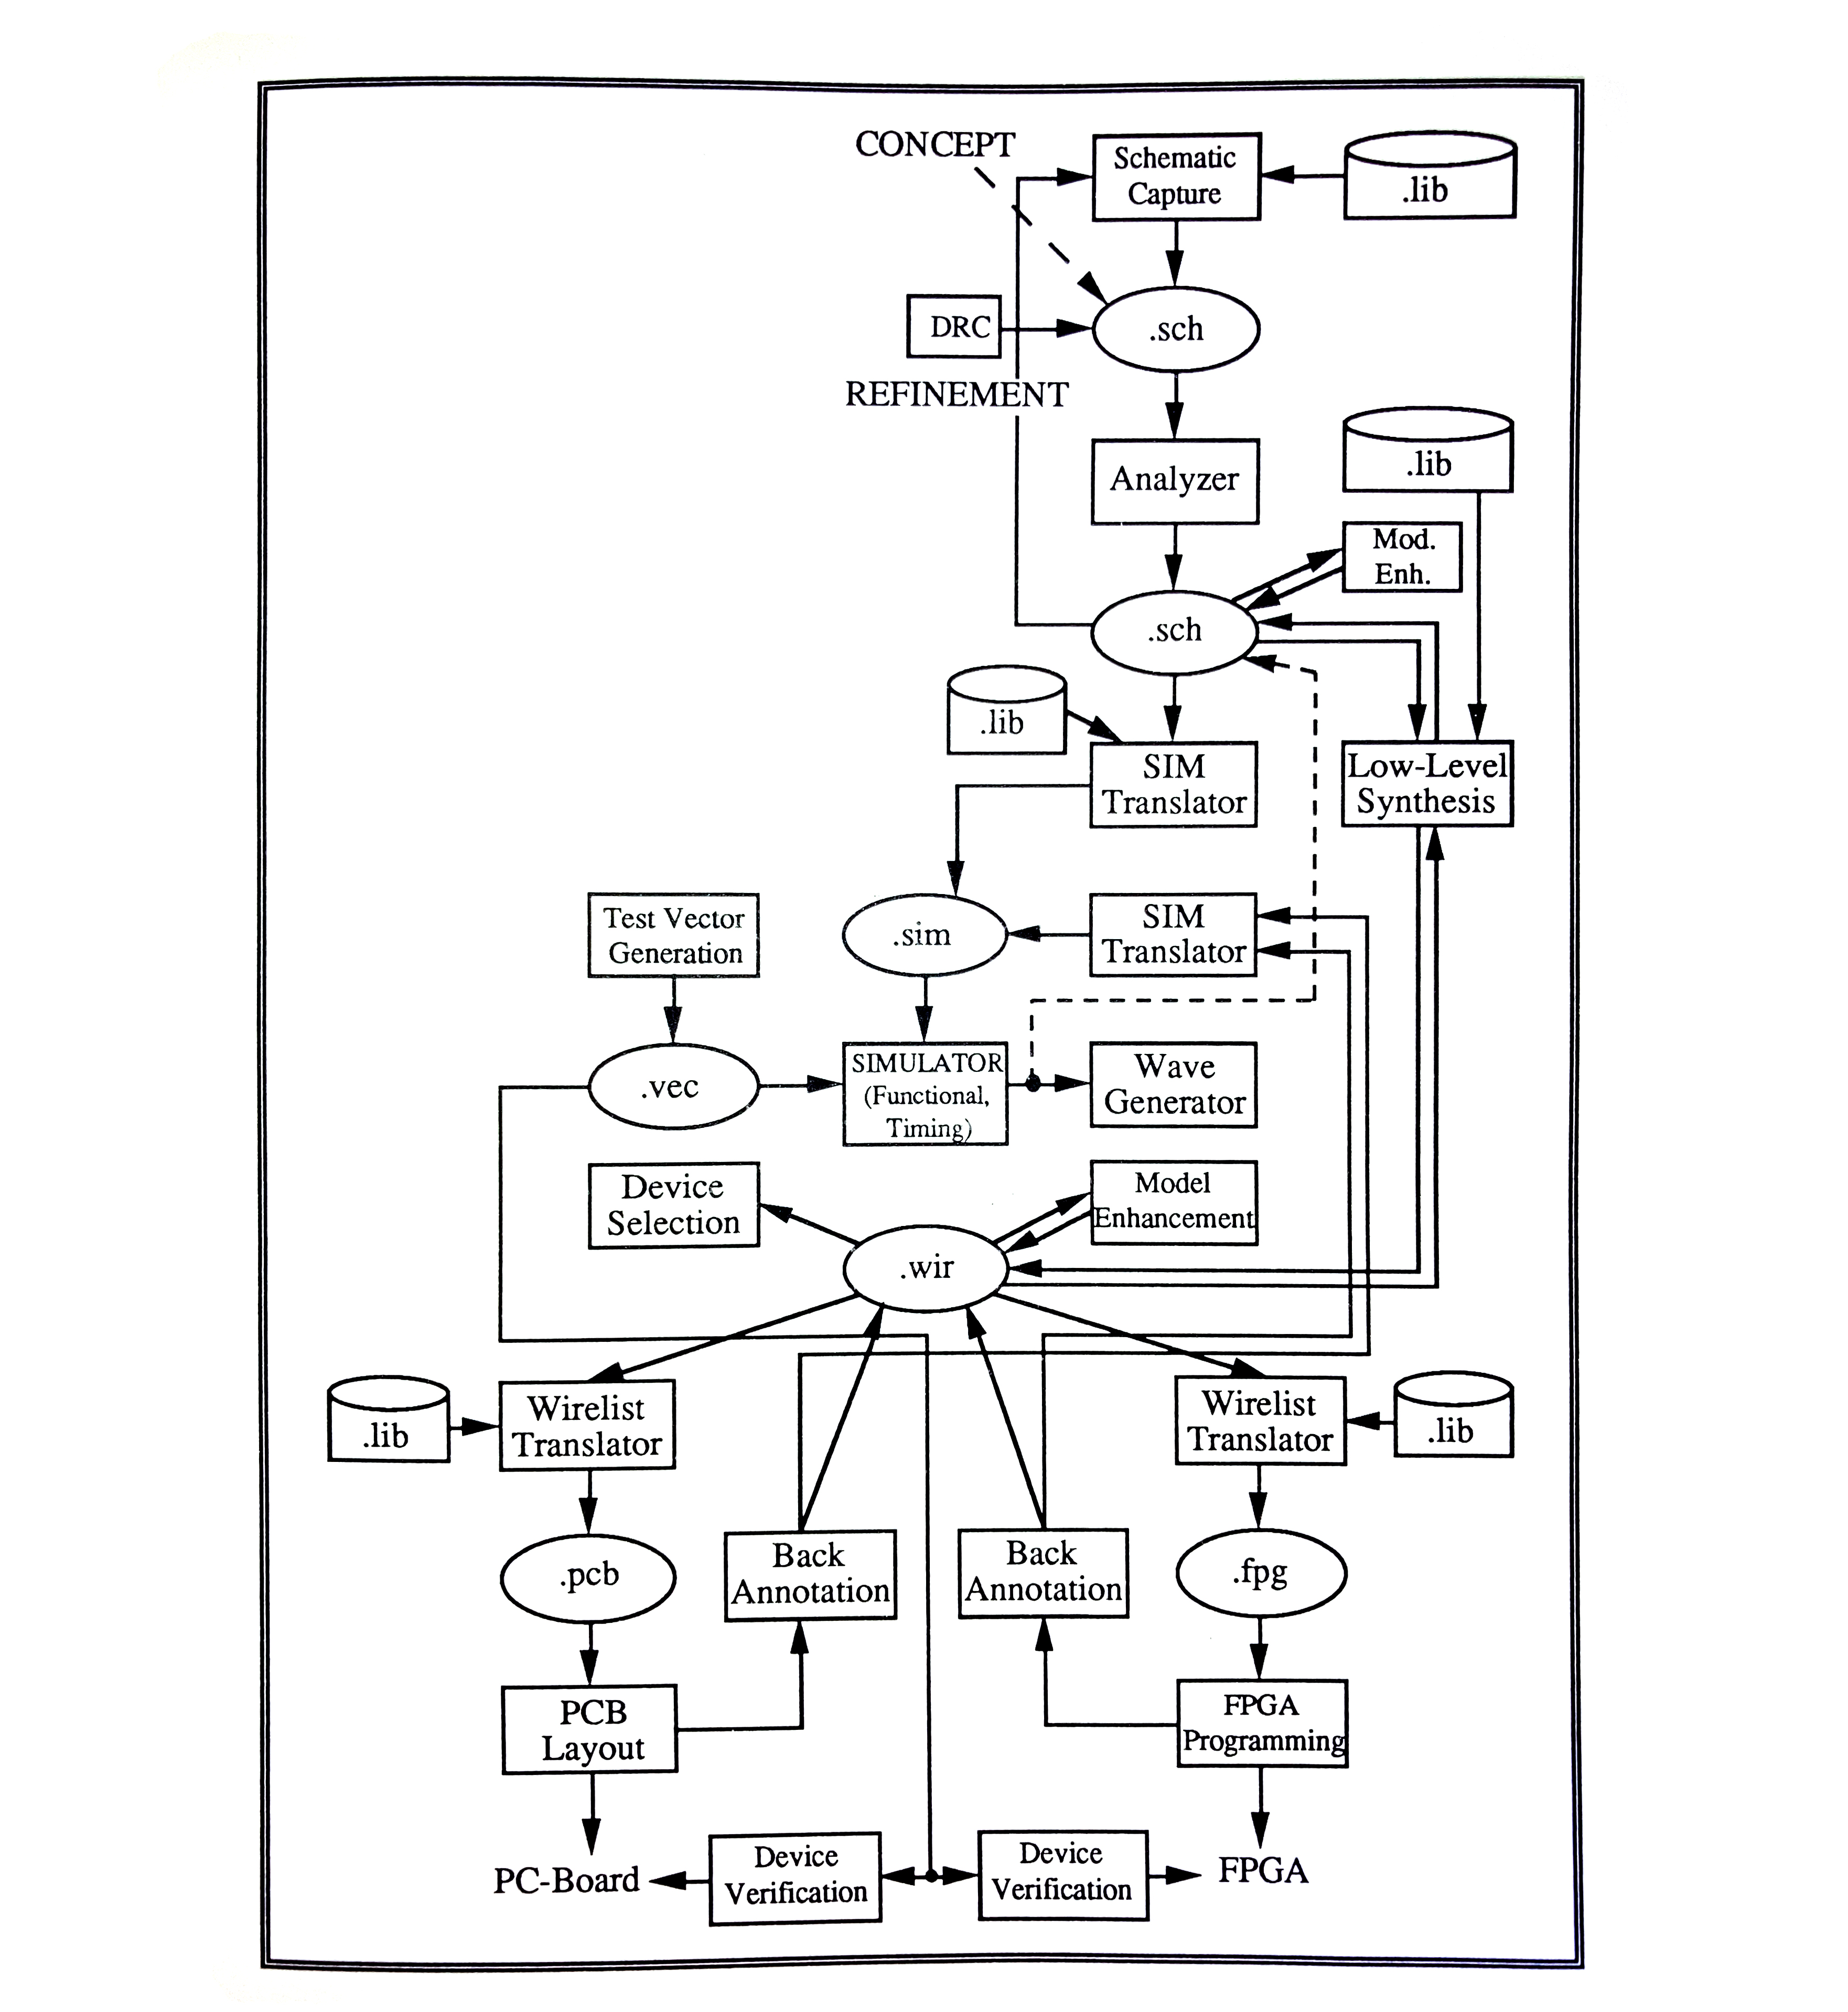 CONCEPT
Schematic
Capture
.lib
DRC
.sch
REFINEMENT
Analyzer
.lib
Mod.
Enh.
.sch
.lib
SIM
Translator
Low-Level
Synthesis
Test Vector
Generation
.sim
SIM
Translator
.vec
SIMULATOR
(Functional,
Timing)
Wave
Generator
Device
Selection
Model
Enhancement
.wir
.lib
Wirelist
Translator
Wirelist
Translator
.lib
.pcb
Back
Annotation
Back
Annotation
.fpg
PCB
Layout
FPGA
Programming
PC-Board
Device
Verification
Device
Verification
FPGA